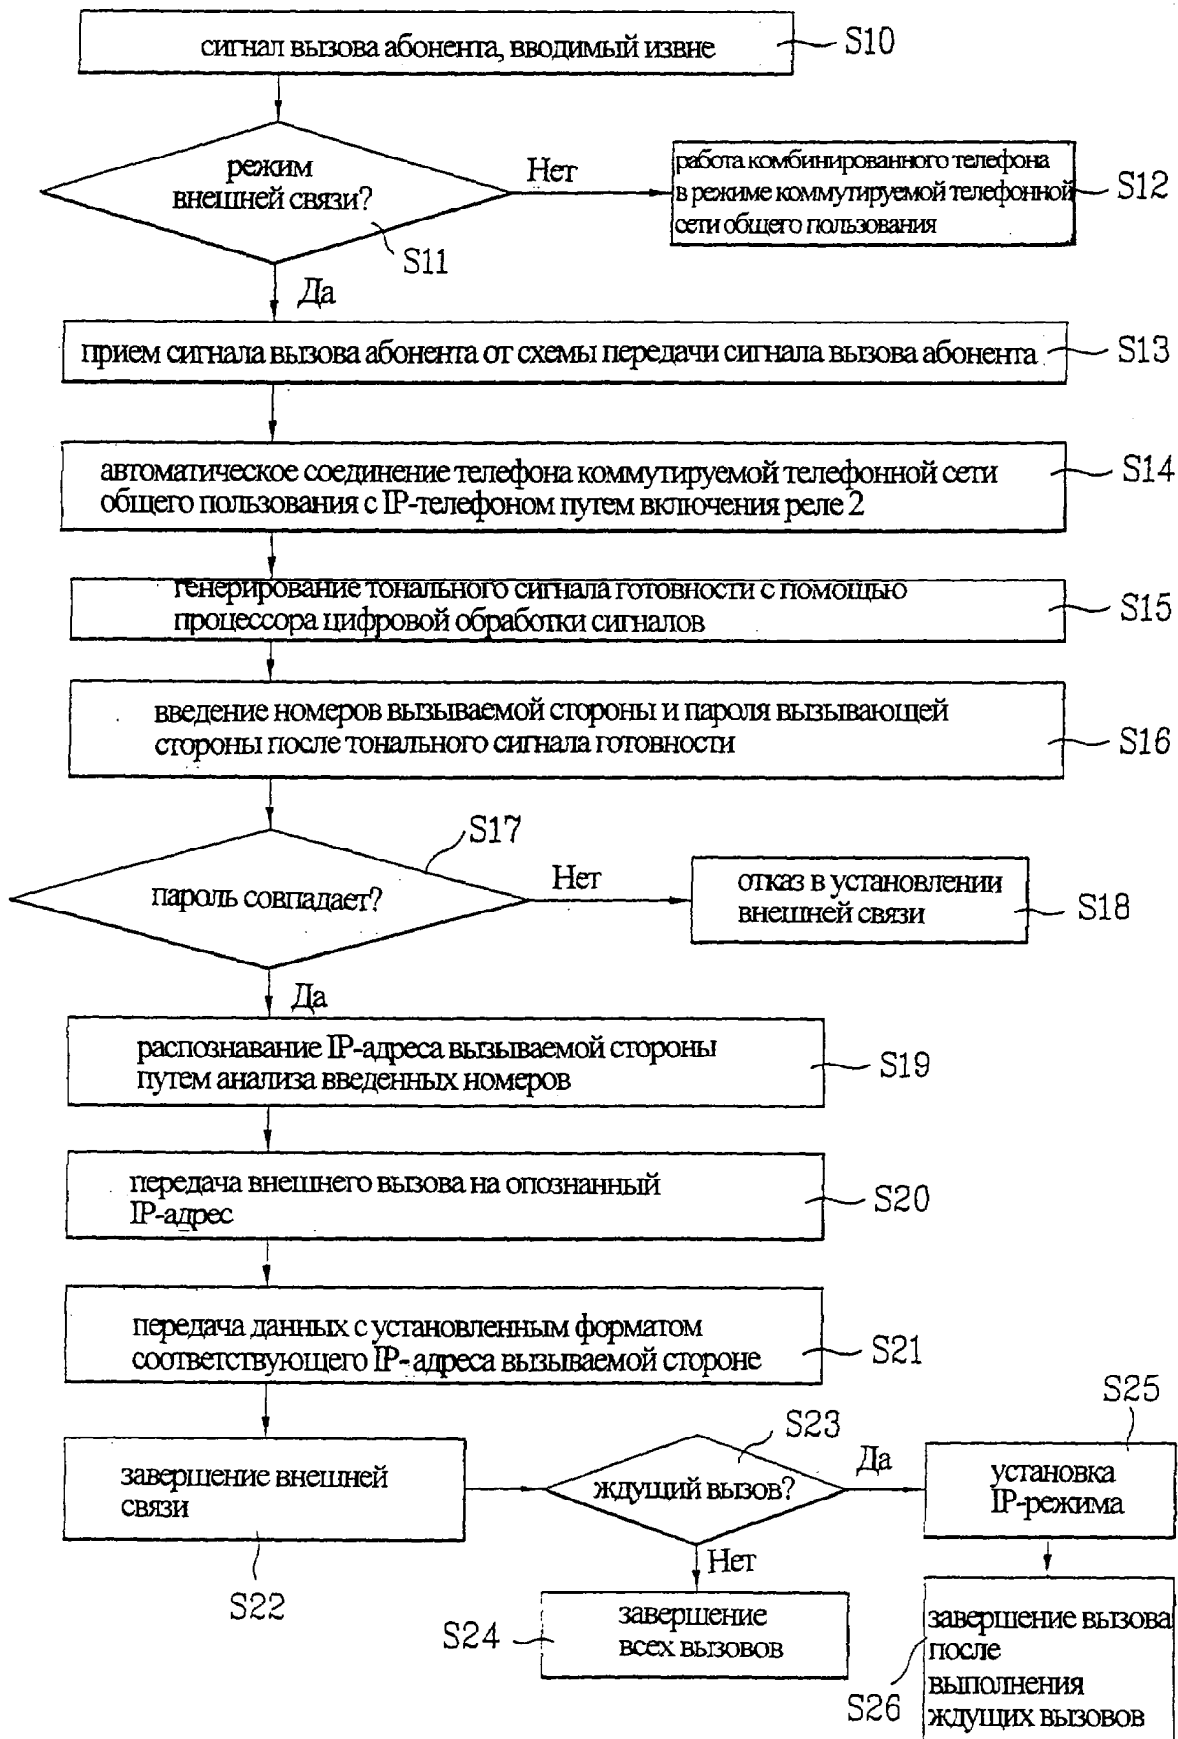 сигнал вызова абонента, вводимый извне
S10
режим
внешней связи?
S11
Нет
работа комбинированного телефона
в режиме коммутируемой телефонной
сети общего пользования
S12
Да
прием сигнала вызова абонента от схемы передачи сигнала вызова абонента
S13
автоматическое соединение телефона коммутируемой телефонной сети
общего пользования с IP-телефоном путем включения реле 2
S14
генерирование тонального сигнала готовности с помощью
процессора цифровой обработки сигналов
S15
введение номеров вызываемой стороны и пароля вызывающей
стороны после тонального сигнала готовности
S16
S17
пароль совпадает?
Нет
отказ в установлении
внешней связи
S18
Да
распознавание IP-адреса вызываемой стороны
путем анализа введенных номеров
S19
передача внешнего вызова на опознанный
IP-адрес
S20
передача данных с установленным форматом
соответствующего IP-адреса вызываемой стороне
S21
завершение внешней
связи
S22
S23
ждущий вызов?
Да
S25
установка
IP-режима
Нет
S24
завершение
всех вызовов
завершение вызова
после
выполнения
ждущих вызовов
S26